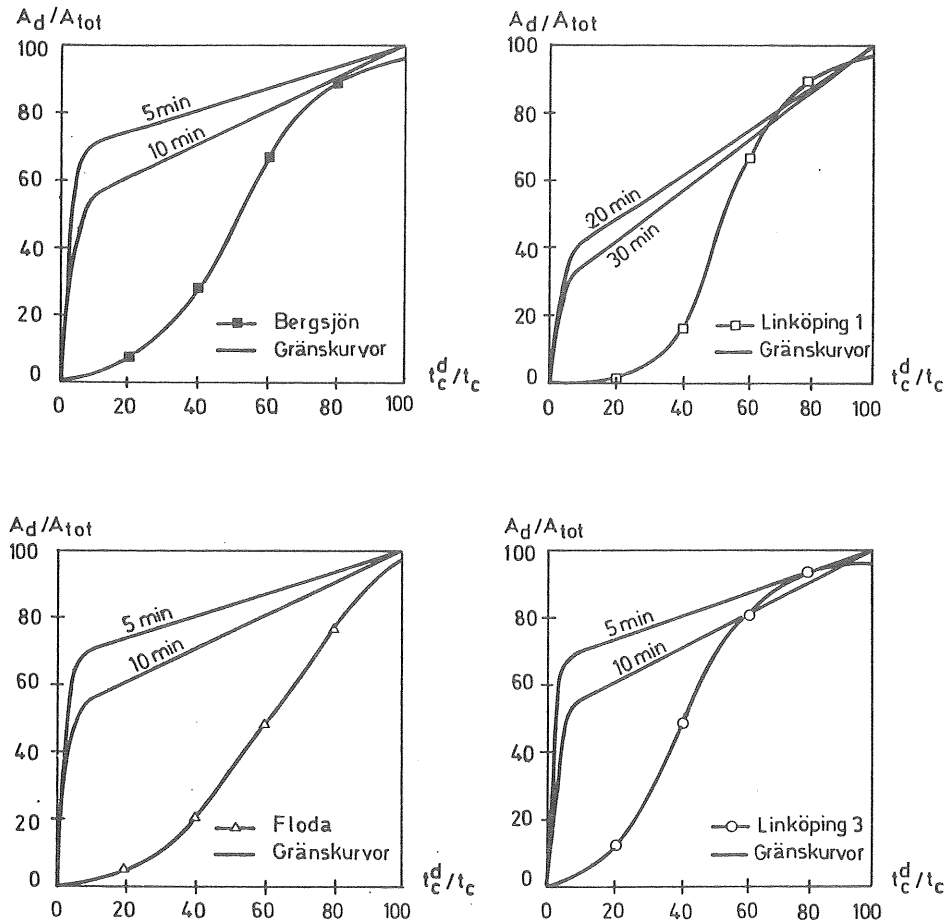 A_d/A_tot
100
80
60
40
20
0
5 min
10 min
Bergsjön
Gränskurvor
t_c^d/t_c
0 20 40 60 80 100
A_d/A_tot
100
80
60
40
20
0
20 min
30 min
Linköping 1
Gränskurvor
t_c^d/t_c
0 20 40 60 80 100
A_d/A_tot
100
80
60
40
20
0
5 min
10 min
Floda
Gränskurvor
t_c^d/t_c
0 20 40 60 80 100
A_d/A_tot
100
80
60
40
20
0
5 min
10 min
Linköping 3
Gränskurvor
t_c^d/t_c
0 20 40 60 80 100